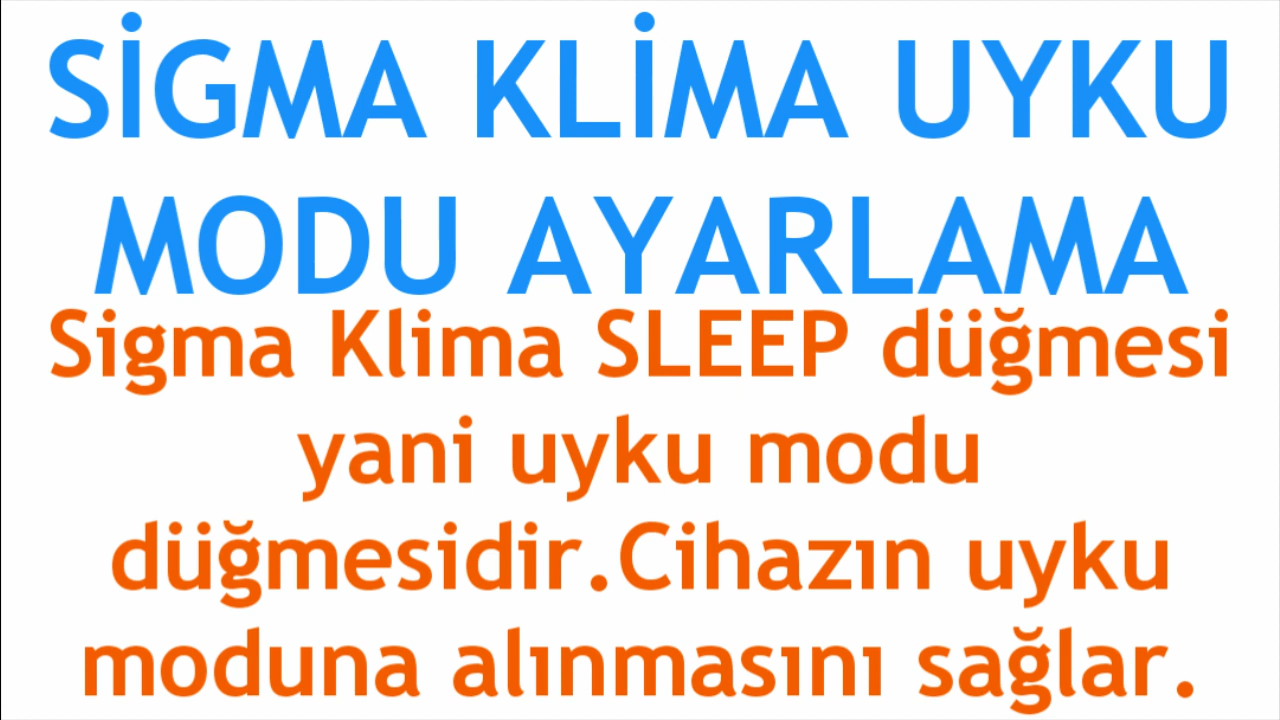 SİGMA KLİMA UYKU
MODU AYARLAMA
Sigma Klima SLEEP düğmesi
yani uyku modu
düğmesidir.Cihazın uyku
moduna alınmasını sağlar.